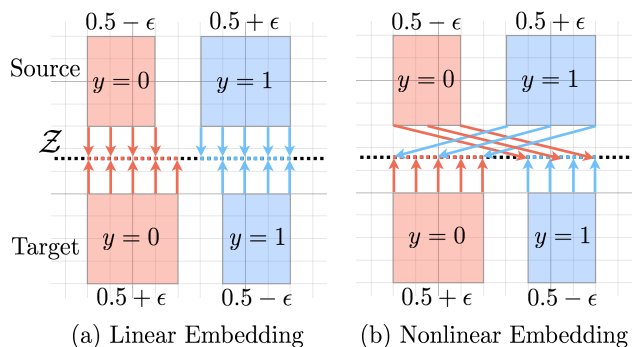 0.5 − ϵ 0.5 + ϵ 0.5 − ϵ 0.5 + ϵ
Source y = 0 y = 1 y = 0 y = 1
𝒵
Target y = 0 y = 1 y = 0 y = 1
0.5 + ϵ 0.5 − ϵ 0.5 + ϵ 0.5 − ϵ
(a) Linear Embedding (b) Nonlinear Embedding